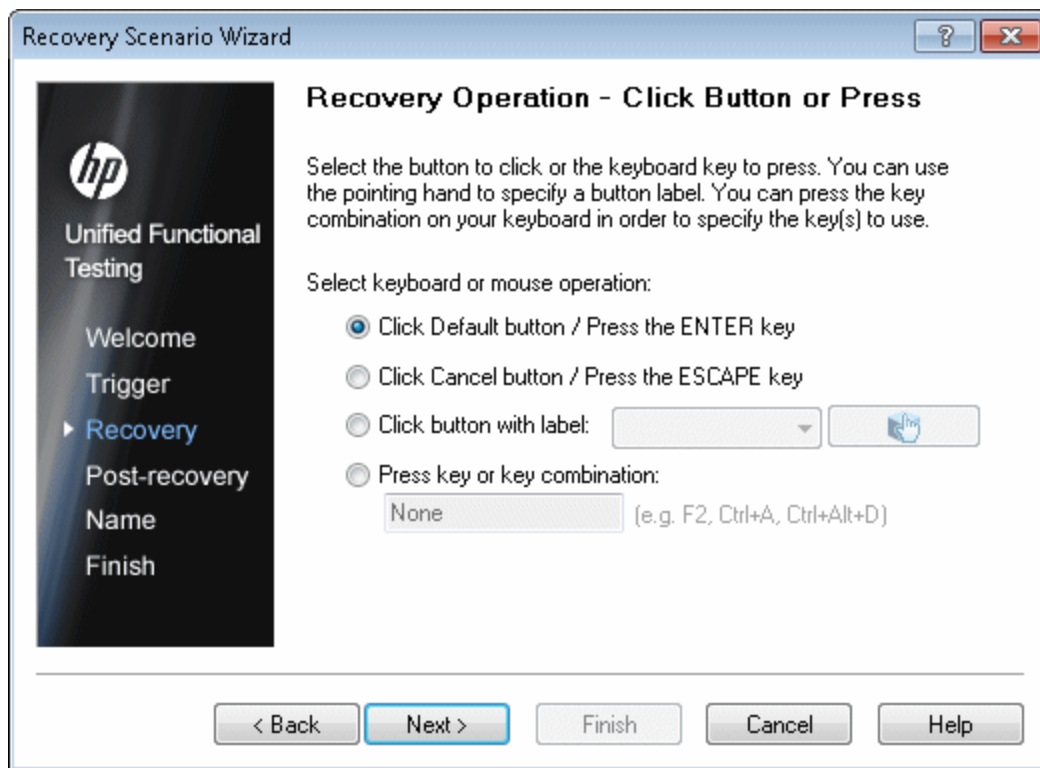 Recovery Scenario Wizard
?
hp
Unified Functional
Testing
Welcome
Trigger
Recovery
Post-recovery
Name
Finish
Recovery Operation - Click Button or Press
Select the button to click or the keyboard key to press. You can use
the pointing hand to specify a button label. You can press the key
combination on your keyboard in order to specify the key(s) to use.
Select keyboard or mouse operation:
Click Default button / Press the ENTER key
Click Cancel button / Press the ESCAPE key
Click button with label:
Press key or key combination:
None (e.g. F2, Ctrl+A, Ctrl+Alt+D)
< Back Next > Finish Cancel Help